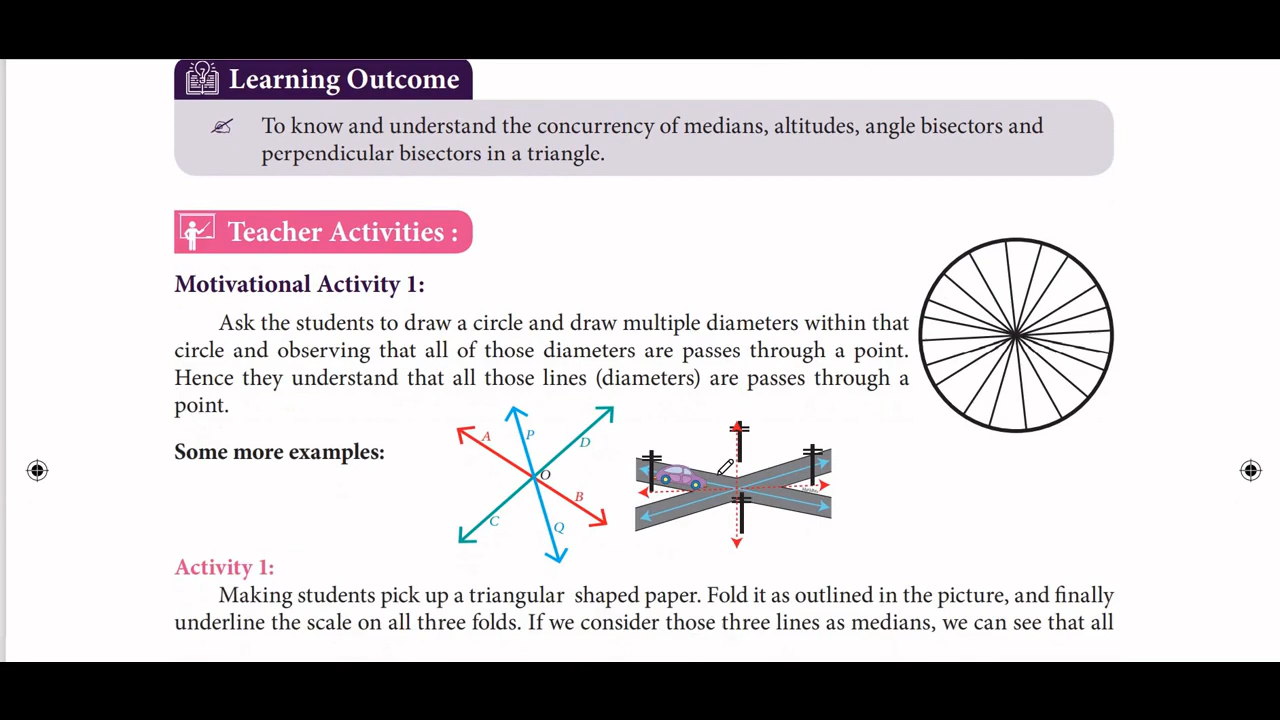 Learning Outcome
To know and understand the concurrency of medians, altitudes, angle bisectors and
perpendicular bisectors in a triangle.
Teacher Activities :
Motivational Activity 1:
Ask the students to draw a circle and draw multiple diameters within that
circle and observing that all of those diameters are passes through a point.
Hence they understand that all those lines (diameters) are passes through a
point.
Some more examples:
A
P
D
O
B
C
Q
Activity 1:
Making students pick up a triangular shaped paper. Fold it as outlined in the picture, and finally
underline the scale on all three folds. If we consider those three lines as medians, we can see that all